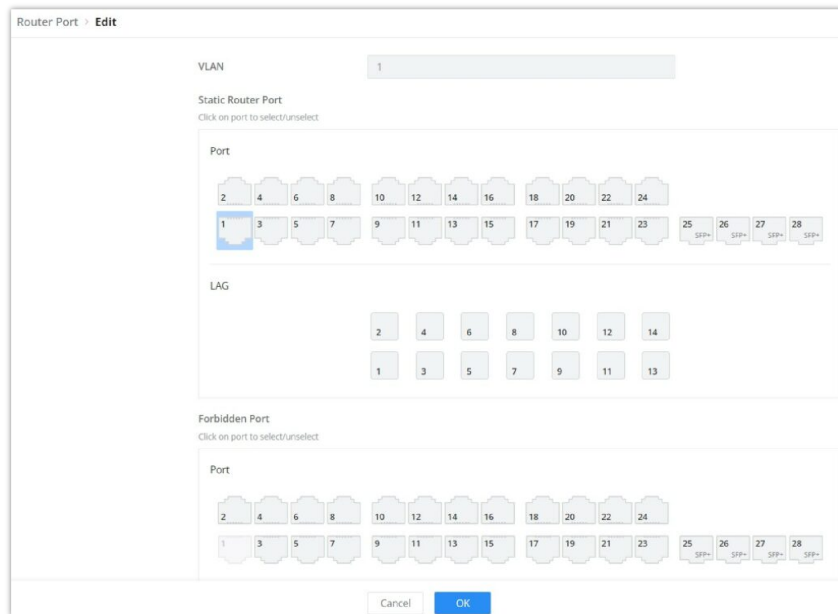 Router Port > Edit
VLAN 1
Static Router Port
Click on port to select/unselect
Port
2 4 6 8 10 12 14 16 18 20 22 24
1 3 5 7 9 11 13 15 17 19 21 23 25 SFP+ 26 SFP+ 27 SFP+ 28 SFP+
LAG
2 4 6 8 10 12 14
1 3 5 7 9 11 13
Forbidden Port
Click on port to select/unselect
Port
2 4 6 8 10 12 14 16 18 20 22 24
1 3 5 7 9 11 13 15 17 19 21 23 25 SFP+ 26 SFP+ 27 SFP+ 28 SFP+
Cancel OK